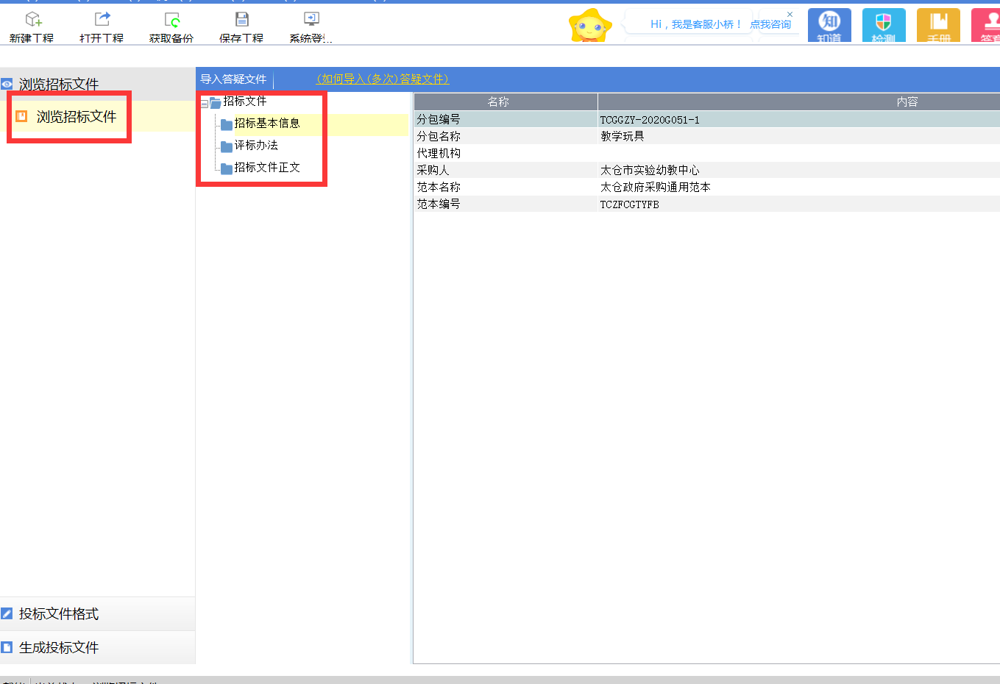 新建工程
打开工程
获取备份
保存工程
系统登...
Hi，我是客服小桥！ 点我咨询
知
知道
检测
手册
浏览招标文件
浏览招标文件
投标文件格式
生成投标文件
导入答疑文件
(如何导入(多次)答疑文件)
招标文件
招标基本信息
评标办法
招标文件正文
名称 内容
分包编号 TCGGZY-2020G051-1
分包名称 教学玩具
代理机构
采购人 太仓市实验幼教中心
范本名称 太仓政府采购通用范本
范本编号 TCZFCGTYFB